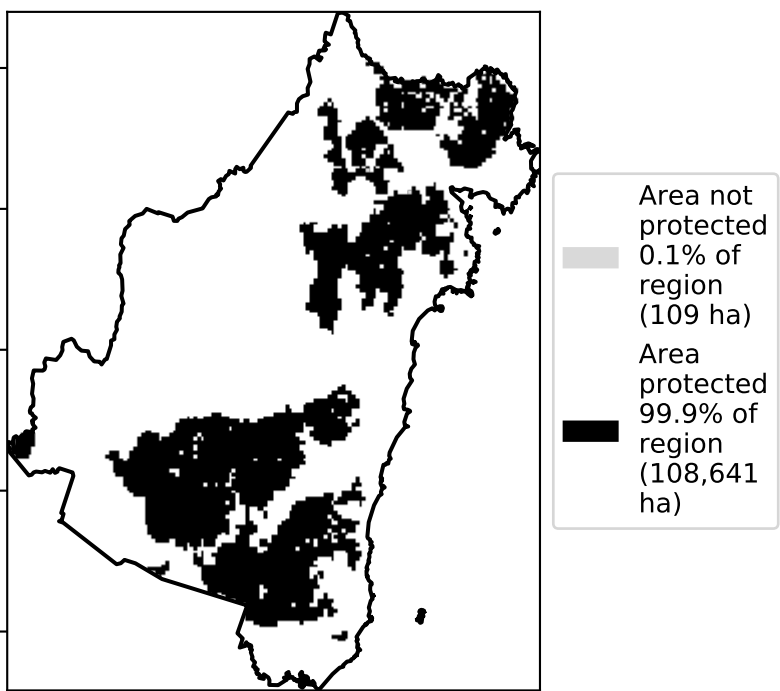 Area not
protected
0.1% of
region
(109 ha)
Area
protected
99.9% of
region
(108,641
ha)